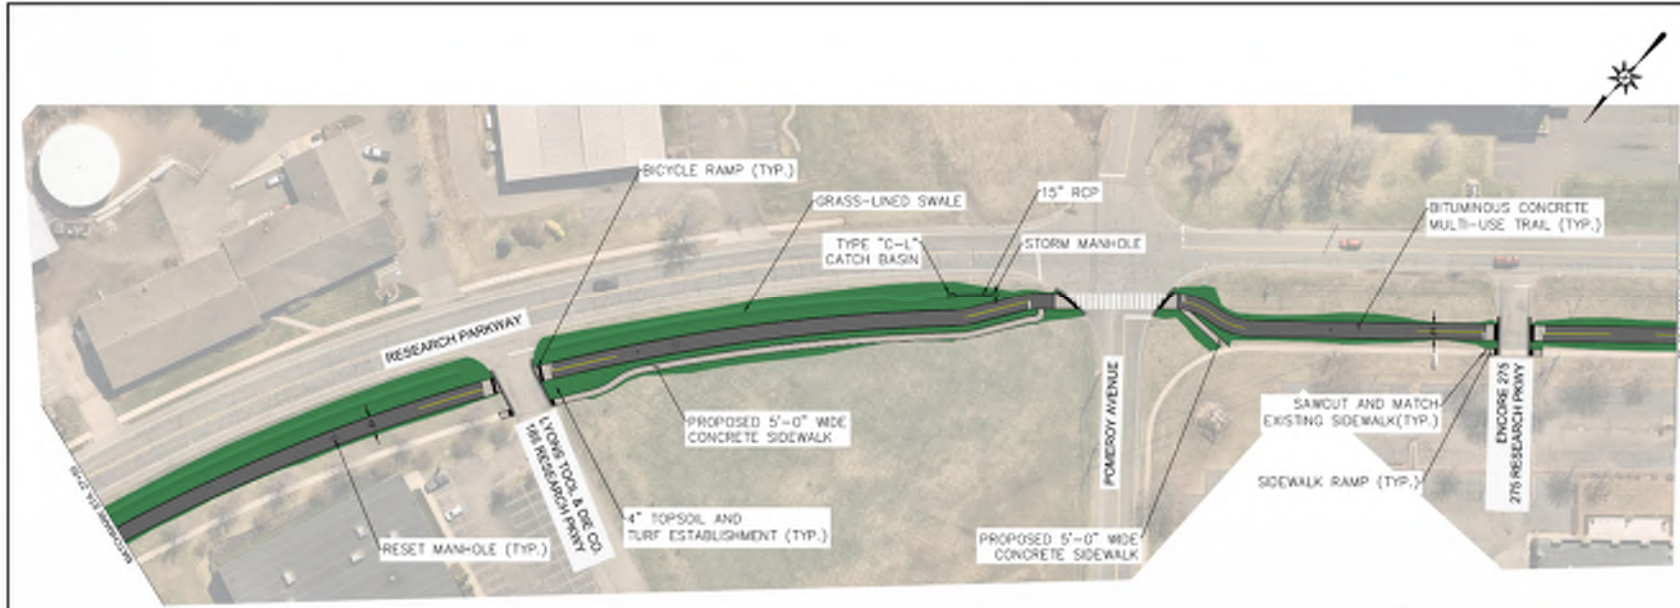 BICYCLE RAMP (TYP.)
GRASS-LINED SWALE
15" RCP
TYPE "C-L"
CATCH BASIN
STORM MANHOLE
BITUMINOUS CONCRETE
MULTI-USE TRAIL (TYP.)
RESEARCH PARKWAY
PROPOSED 5'-0" WIDE
CONCRETE SIDEWALK
POMEROY AVENUE
SAWCUT AND MATCH
EXISTING SIDEWALK(TYP.)
ENCORE 275
275 RESEARCH PKWY
LYONS TOOL & DIE CO.
RESEARCH PKWY
SIDEWALK RAMP (TYP.)
4" TOPSOIL AND
TURF ESTABLISHMENT (TYP.)
RESET MANHOLE (TYP.)
PROPOSED 5'-0" WIDE
CONCRETE SIDEWALK